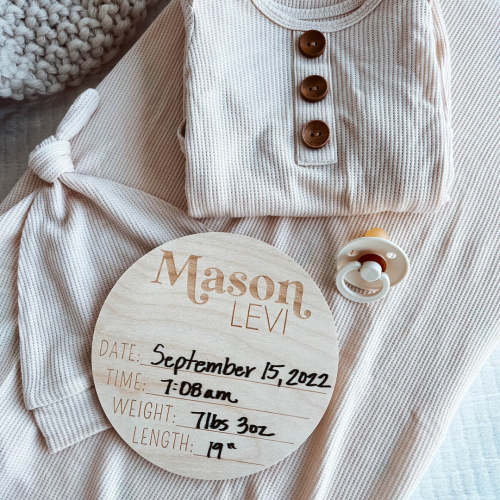 Mason
LEVI
DATE: September 15, 2022
TIME: 7:08am
WEIGHT: 7lbs 3oz
LENGTH: 19"